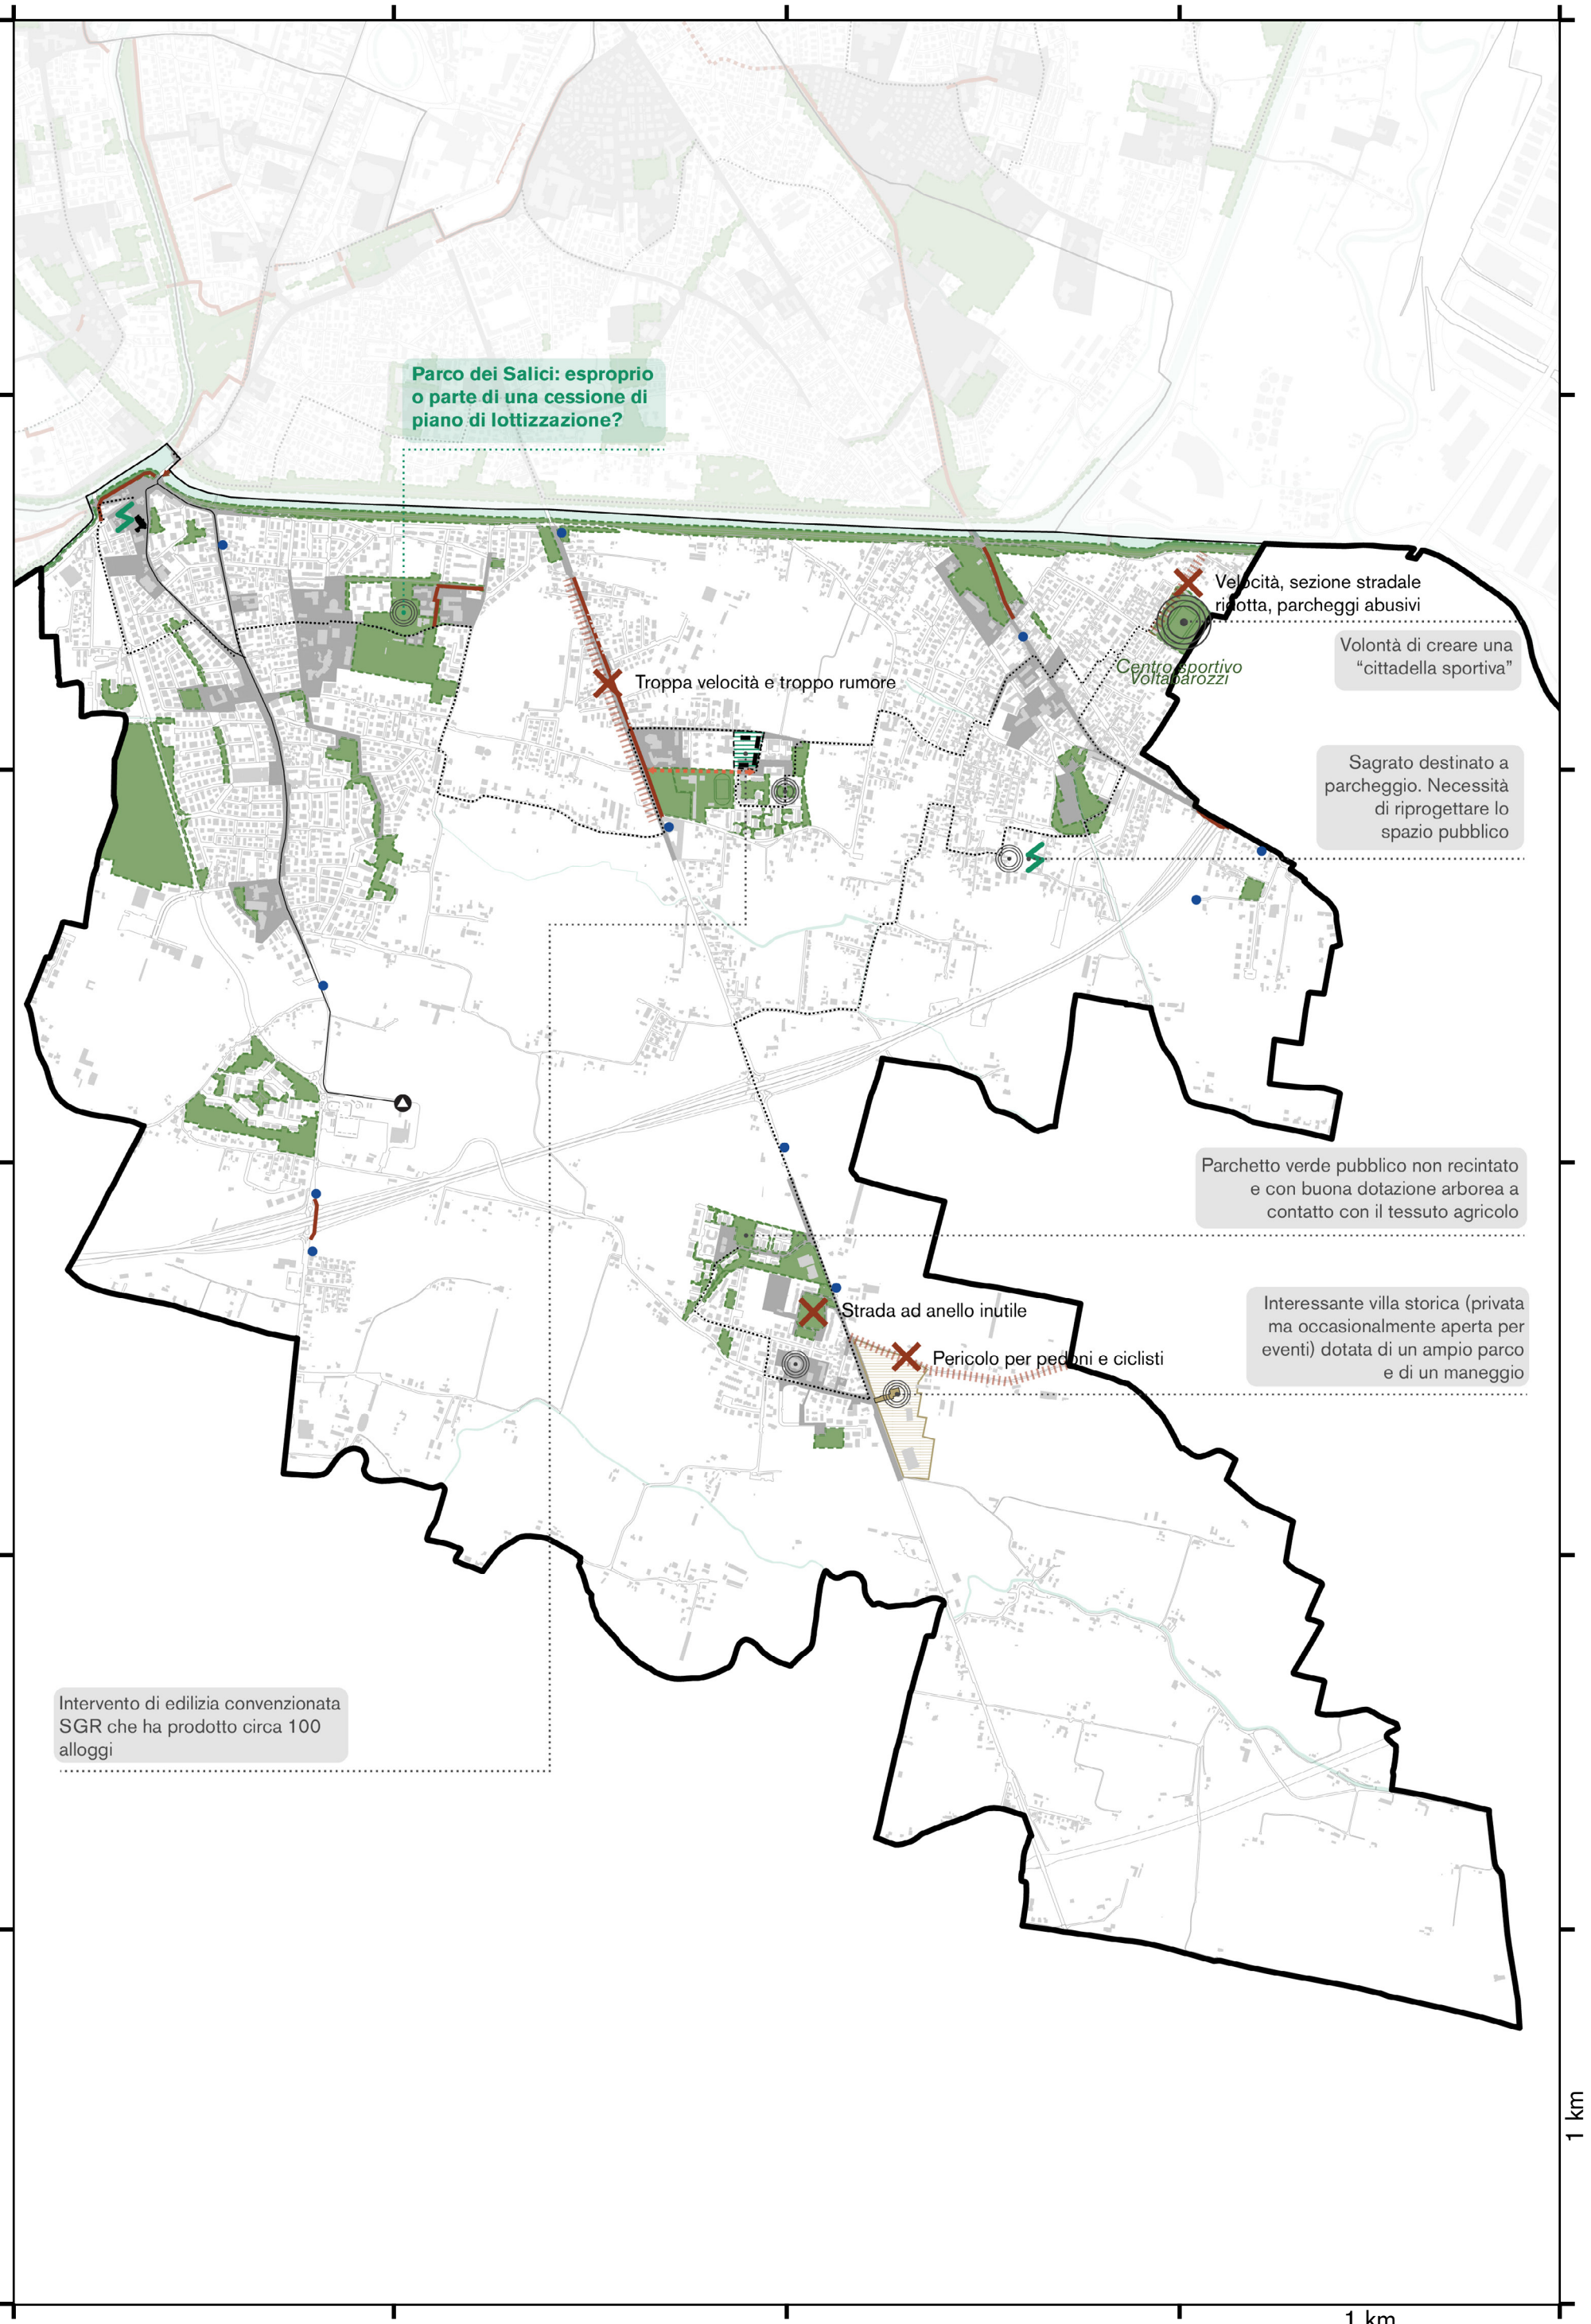 Parco dei Salici: esproprio
o parte di una cessione di
piano di lottizzazione?
Velocità, sezione stradale
ridotta, parcheggi abusivi
Volontà di creare una
“cittadella sportiva”
Centro sportivo
Voltabarozzi
Troppa velocità e troppo rumore
Sagrato destinato a
parcheggio. Necessità
di riprogettare lo
spazio pubblico
Parchetto verde pubblico non recintato
e con buona dotazione arborea a
contatto con il tessuto agricolo
Strada ad anello inutile
Interessante villa storica (privata
ma occasionalmente aperta per
eventi) dotata di un ampio parco
e di un maneggio
Pericolo per pedoni e ciclisti
Intervento di edilizia convenzionata
SGR che ha prodotto circa 100
alloggi
1 km
1 km